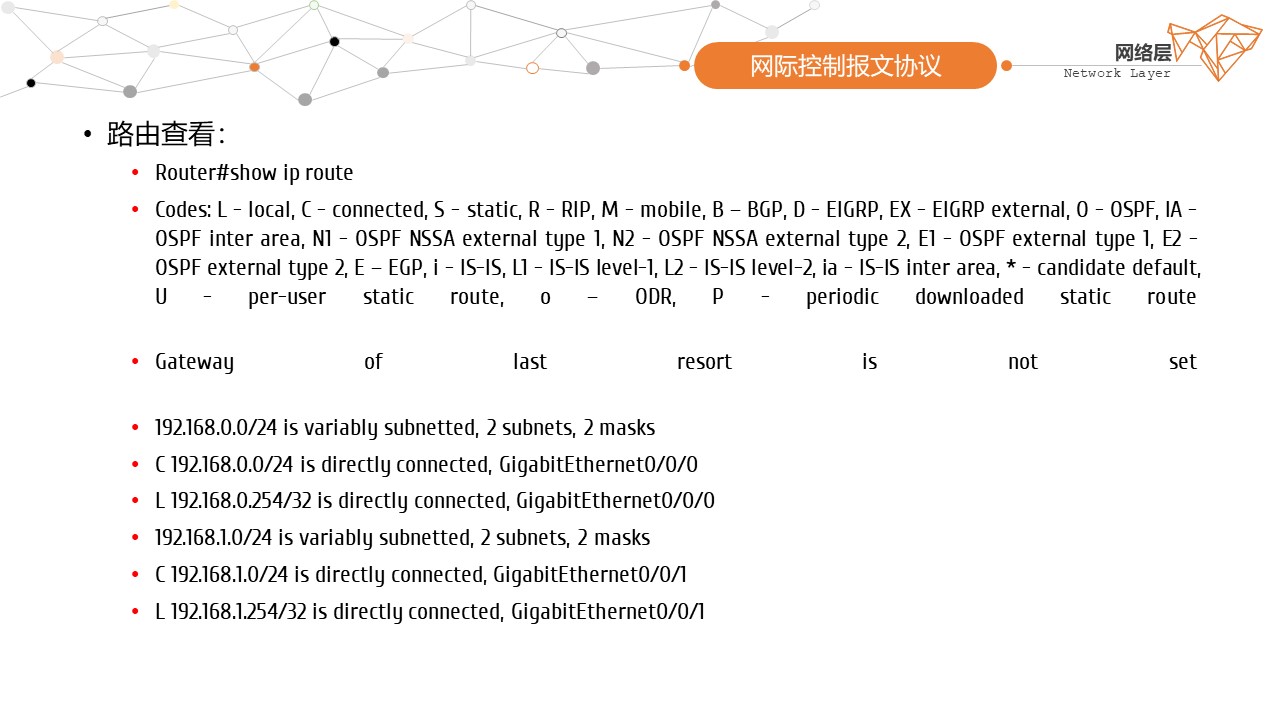 网际控制报文协议
网络层
Network Layer
• 路由查看：
• Router#show ip route
• Codes: L - local, C - connected, S - static, R - RIP, M - mobile, B – BGP, D - EIGRP, EX - EIGRP external, O - OSPF, IA -
OSPF inter area, N1 - OSPF NSSA external type 1, N2 - OSPF NSSA external type 2, E1 - OSPF external type 1, E2 -
OSPF external type 2, E – EGP, i - IS-IS, L1 - IS-IS level-1, L2 - IS-IS level-2, ia - IS-IS inter area, * - candidate default,
U - per-user static route, o – ODR, P - periodic downloaded static route
• Gateway of last resort is not set
• 192.168.0.0/24 is variably subnetted, 2 subnets, 2 masks
• C 192.168.0.0/24 is directly connected, GigabitEthernet0/0/0
• L 192.168.0.254/32 is directly connected, GigabitEthernet0/0/0
• 192.168.1.0/24 is variably subnetted, 2 subnets, 2 masks
• C 192.168.1.0/24 is directly connected, GigabitEthernet0/0/1
• L 192.168.1.254/32 is directly connected, GigabitEthernet0/0/1